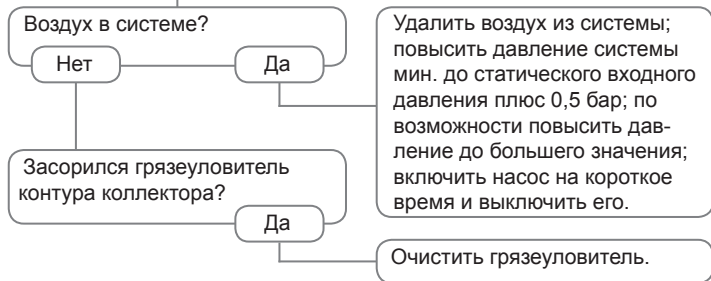 Воздух в системе?
Нет
Да
Удалить воздух из системы;
повысить давление системы
мин. до статического входного
давления плюс 0,5 бар; по
возможности повысить дав-
ление до большего значения;
включить насос на короткое
время и выключить его.
Засорился грязеуловитель
контура коллектора?
Да
Очистить грязеуловитель.